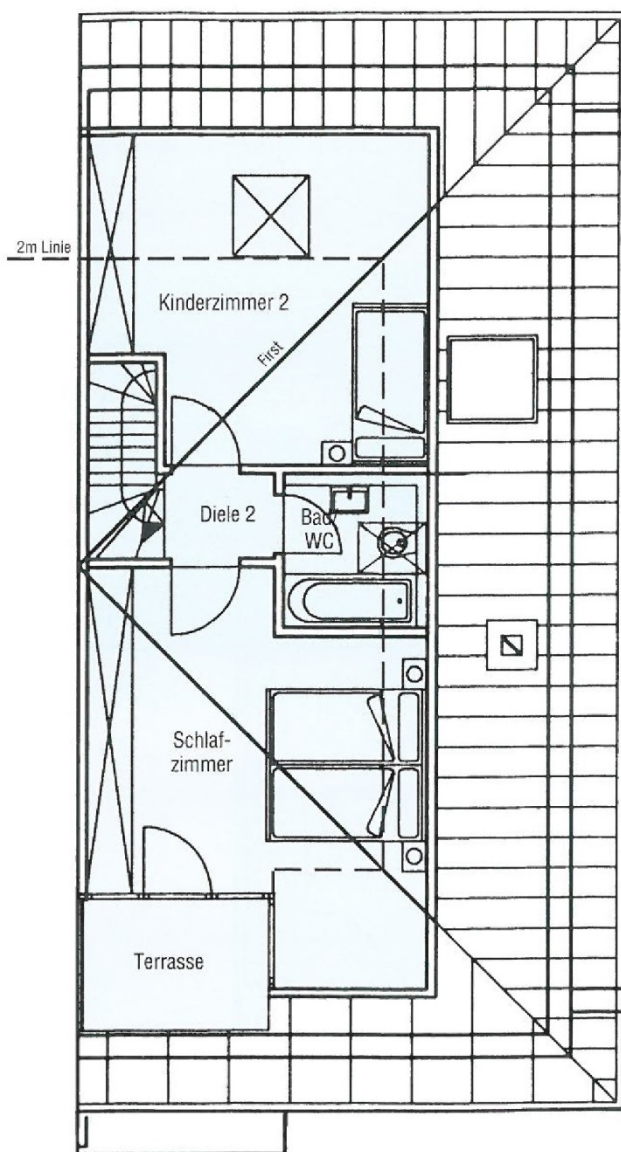 2m Linie
Kinderzimmer 2
First
Diele 2
Bad
WC
Schlaf-
zimmer
Terrasse